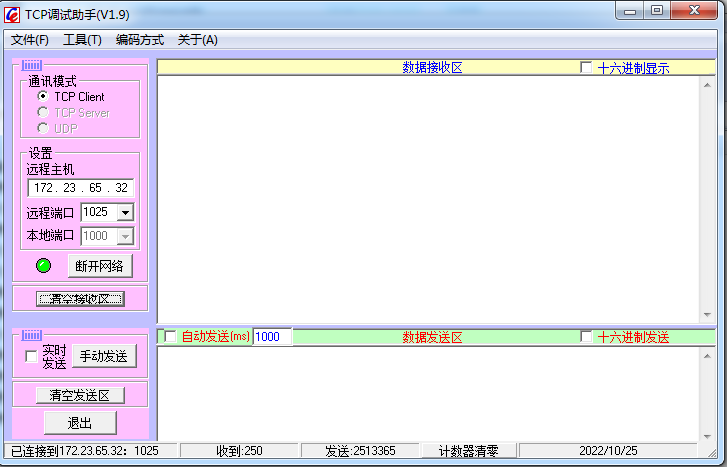 TCP调试助手(V1.9)
文件(F) 工具(T) 编码方式 关于(A)
通讯模式
TCP Client
TCP Server
UDP
设置
远程主机
172 . 23 . 65 . 32
远程端口 1025
本地端口 1000
断开网络
清空接收区
数据接收区 十六进制显示
实时发送 手动发送
清空发送区
退出
自动发送(ms) 1000 数据发送区 十六进制发送
已连接到172.23.65.32：1025 收到:250 发送:2513365 计数器清零 2022/10/25